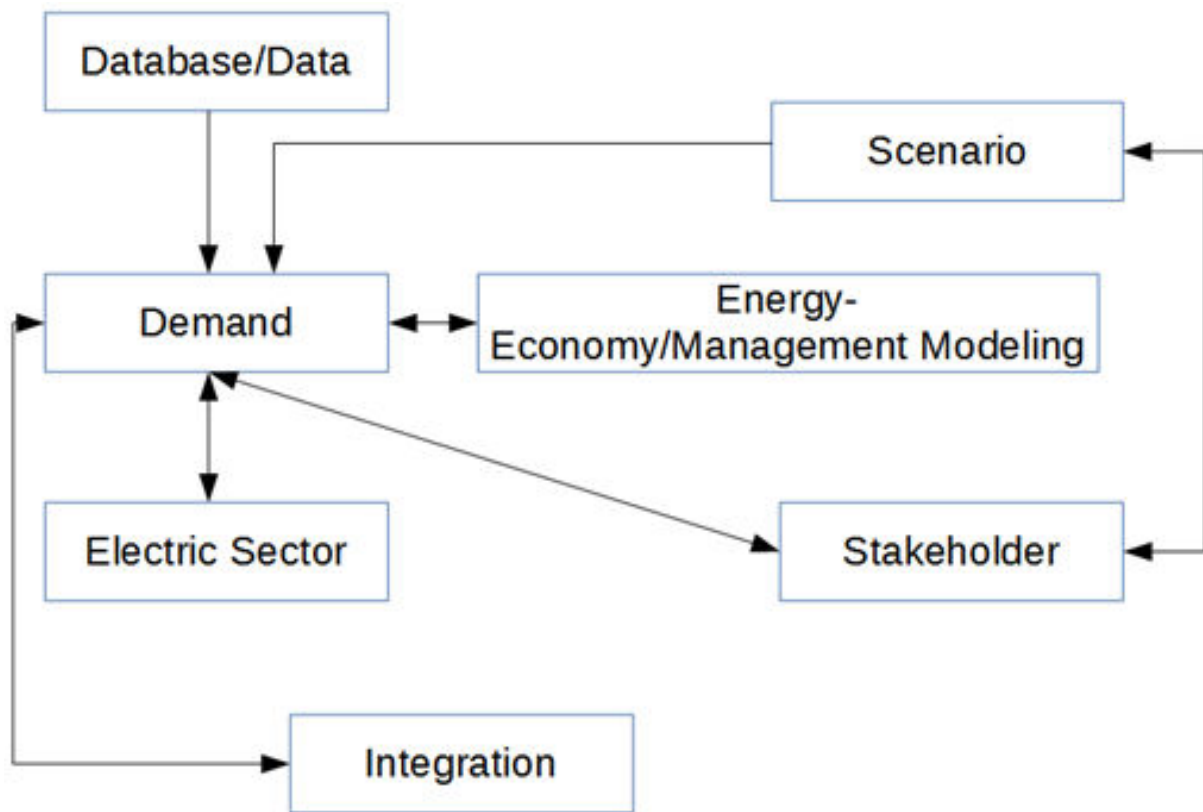 Database/Data
Scenario
Demand
Energy-
Economy/Management Modeling
Electric Sector
Stakeholder
Integration